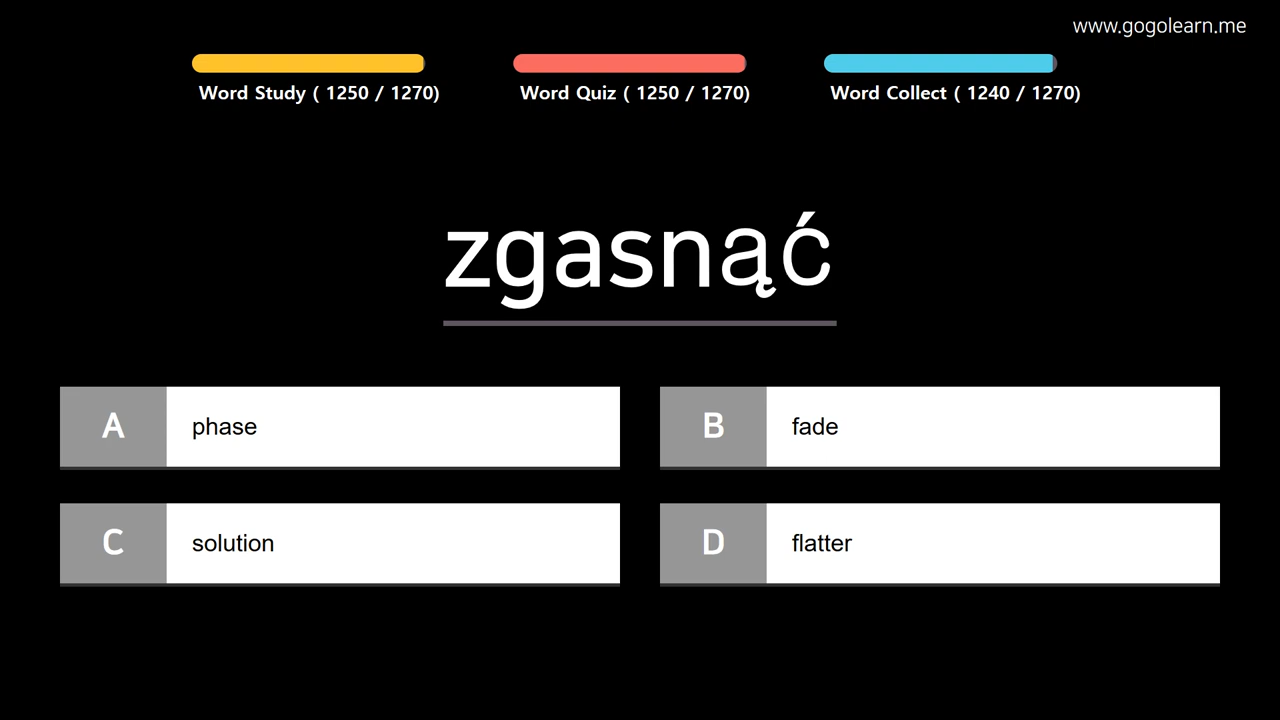 www.gogolearn.me
Word Study ( 1250 / 1270)
Word Quiz ( 1250 / 1270)
Word Collect ( 1240 / 1270)
zgasnąć
A phase
B fade
C solution
D flatter